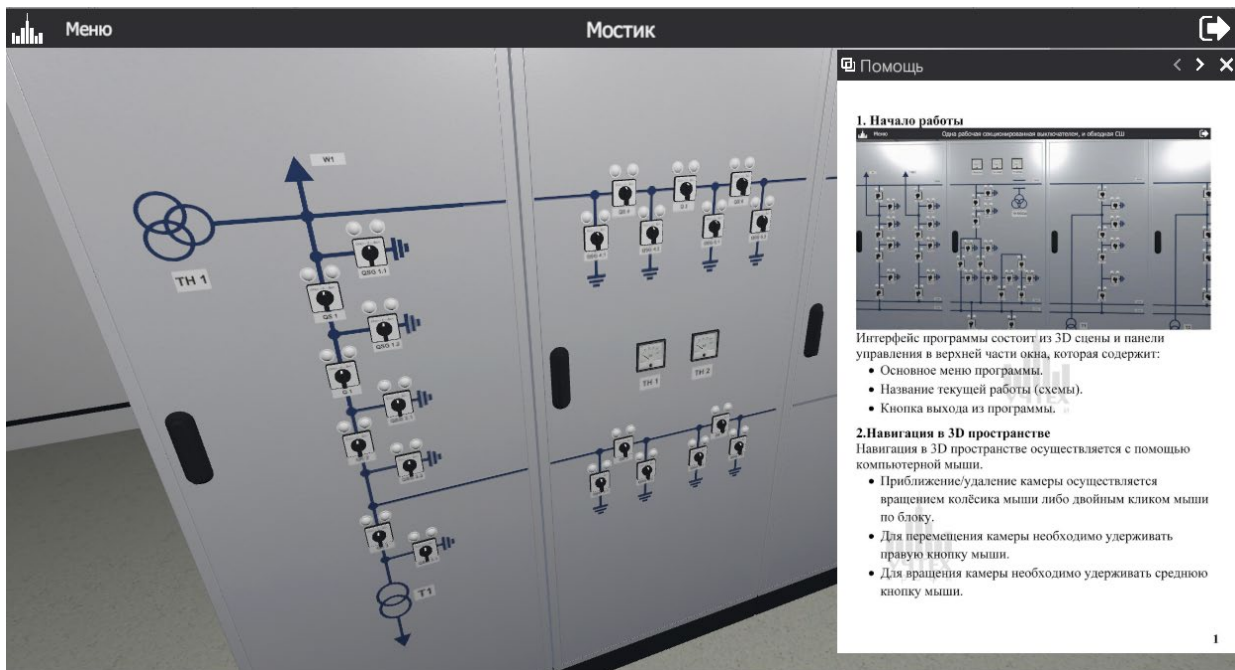 Меню
Мостик
Помощь
1. Начало работы
Меню
Одна рабочая секционированная выключателем, и обходная СШ
Интерфейс программы состоит из 3D сцены и панели
управления в верхней части окна, которая содержит:
• Основное меню программы.
• Название текущей работы (схемы).
• Кнопка выхода из программы.
2.Навигация в 3D пространстве
Навигация в 3D пространстве осуществляется с помощью
компьютерной мыши.
• Приближение/удаление камеры осуществляется
вращением колёсика мыши либо двойным кликом мыши
по блоку.
• Для перемещения камеры необходимо удерживать
правую кнопку мыши.
• Для вращения камеры необходимо удерживать среднюю
кнопку мыши.
1
W1
ТН 1
QSG 1.1
QS 1
QSG 1.2
Q 1
T1
ТН 1
ТН 2
УЧТЕХ